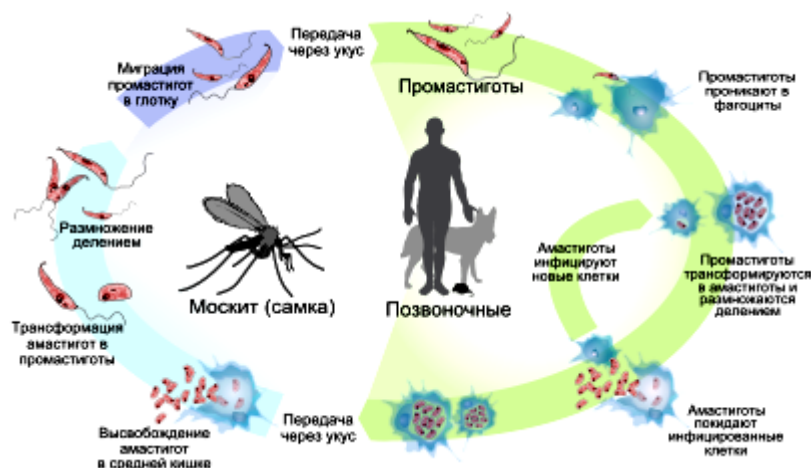 Передача
через укус
Миграция
промастигот
в глотку
Промастиготы
Промастиготы
проникают в
фагоциты
Размножение
делением
Москит (самка)
Позвоночные
Амастиготы
инфицируют
новые клетки
Промастиготы
трансформируются
в амастиготы и
размножаются
делением
Трансформация
амастигот в
промастиготы
Высвобождение
амастигот
в средней кишке
Передача
через укус
Амастиготы
покидают
инфицированные
клетки